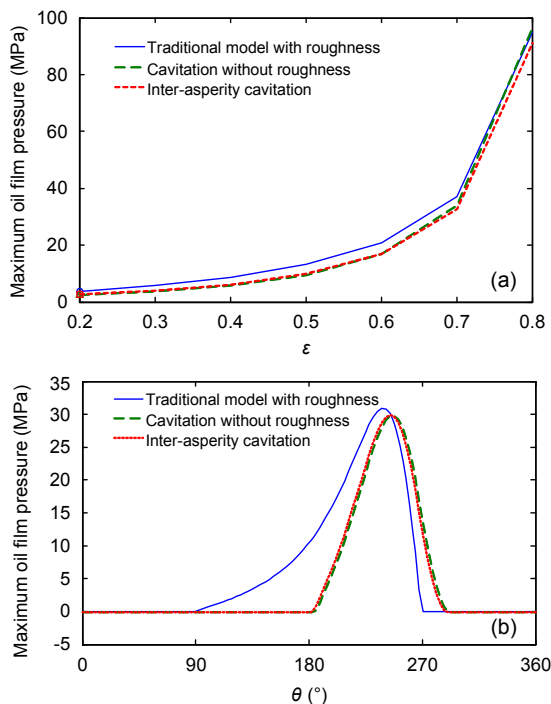 Maximum oil film pressure (MPa)
100
80
60
40
20
0
Traditional model with roughness
Cavitation without roughness
Inter-asperity cavitation
(a)
0.2 0.3 0.4 0.5 0.6 0.7 0.8
ε
Maximum oil film pressure (MPa)
35
30
25
20
15
10
5
0
-5
Traditional model with roughness
Cavitation without roughness
Inter-asperity cavitation
(b)
0 90 180 270 360
θ (°)